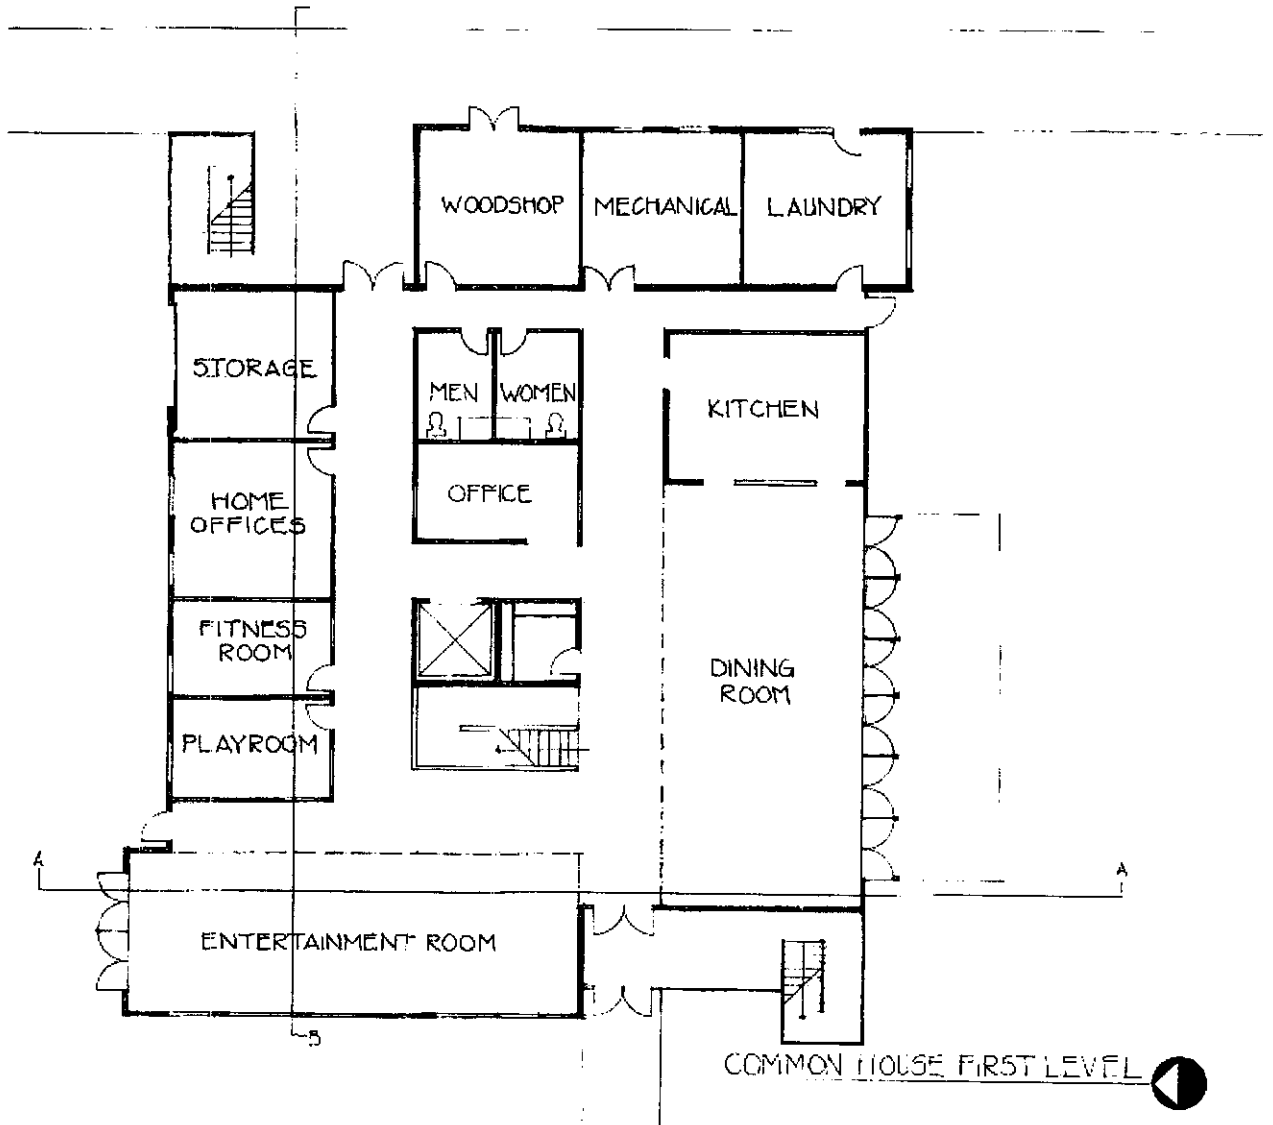 WOODSHOP MECHANICAL LAUNDRY
STORAGE
MEN WOMEN
KITCHEN
OFFICE
HOME
OFFICES
FITNESS
ROOM
DINING
ROOM
PLAYROOM
A A
ENTERTAINMENT ROOM
B
COMMON HOUSE FIRST LEVEL